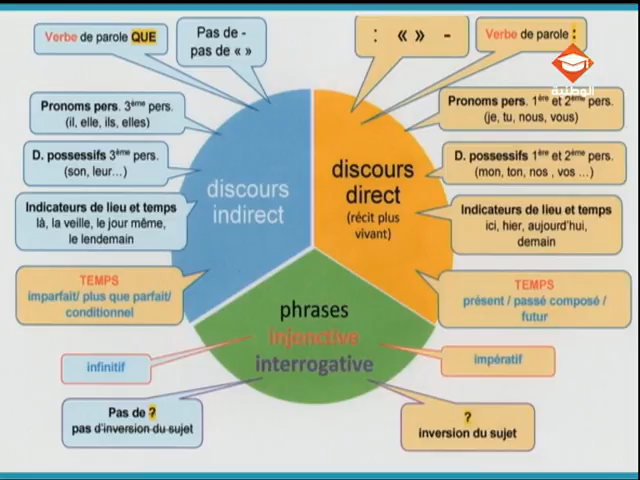 Verbe de parole QUE
Pas de -
pas de « »
: « » -
Verbe de parole :
الوطنية
Pronoms pers. 3ème pers.
(il, elle, ils, elles)
Pronoms pers. 1ère et 2ème pers.
(je, tu, nous, vous)
D. possessifs 3ème pers.
(son, leur…)
D. possessifs 1ère et 2ème pers.
(mon, ton, nos , vos …)
discours
indirect
discours
direct
(récit plus
vivant)
Indicateurs de lieu et temps
là, la veille, le jour même,
le lendemain
Indicateurs de lieu et temps
ici, hier, aujourd'hui,
demain
TEMPS
imparfait/ plus que parfait/
conditionnel
TEMPS
présent / passé composé /
futur
phrases
injonctive
interrogative
infinitif
impératif
Pas de ?
pas d'inversion du sujet
?
inversion du sujet